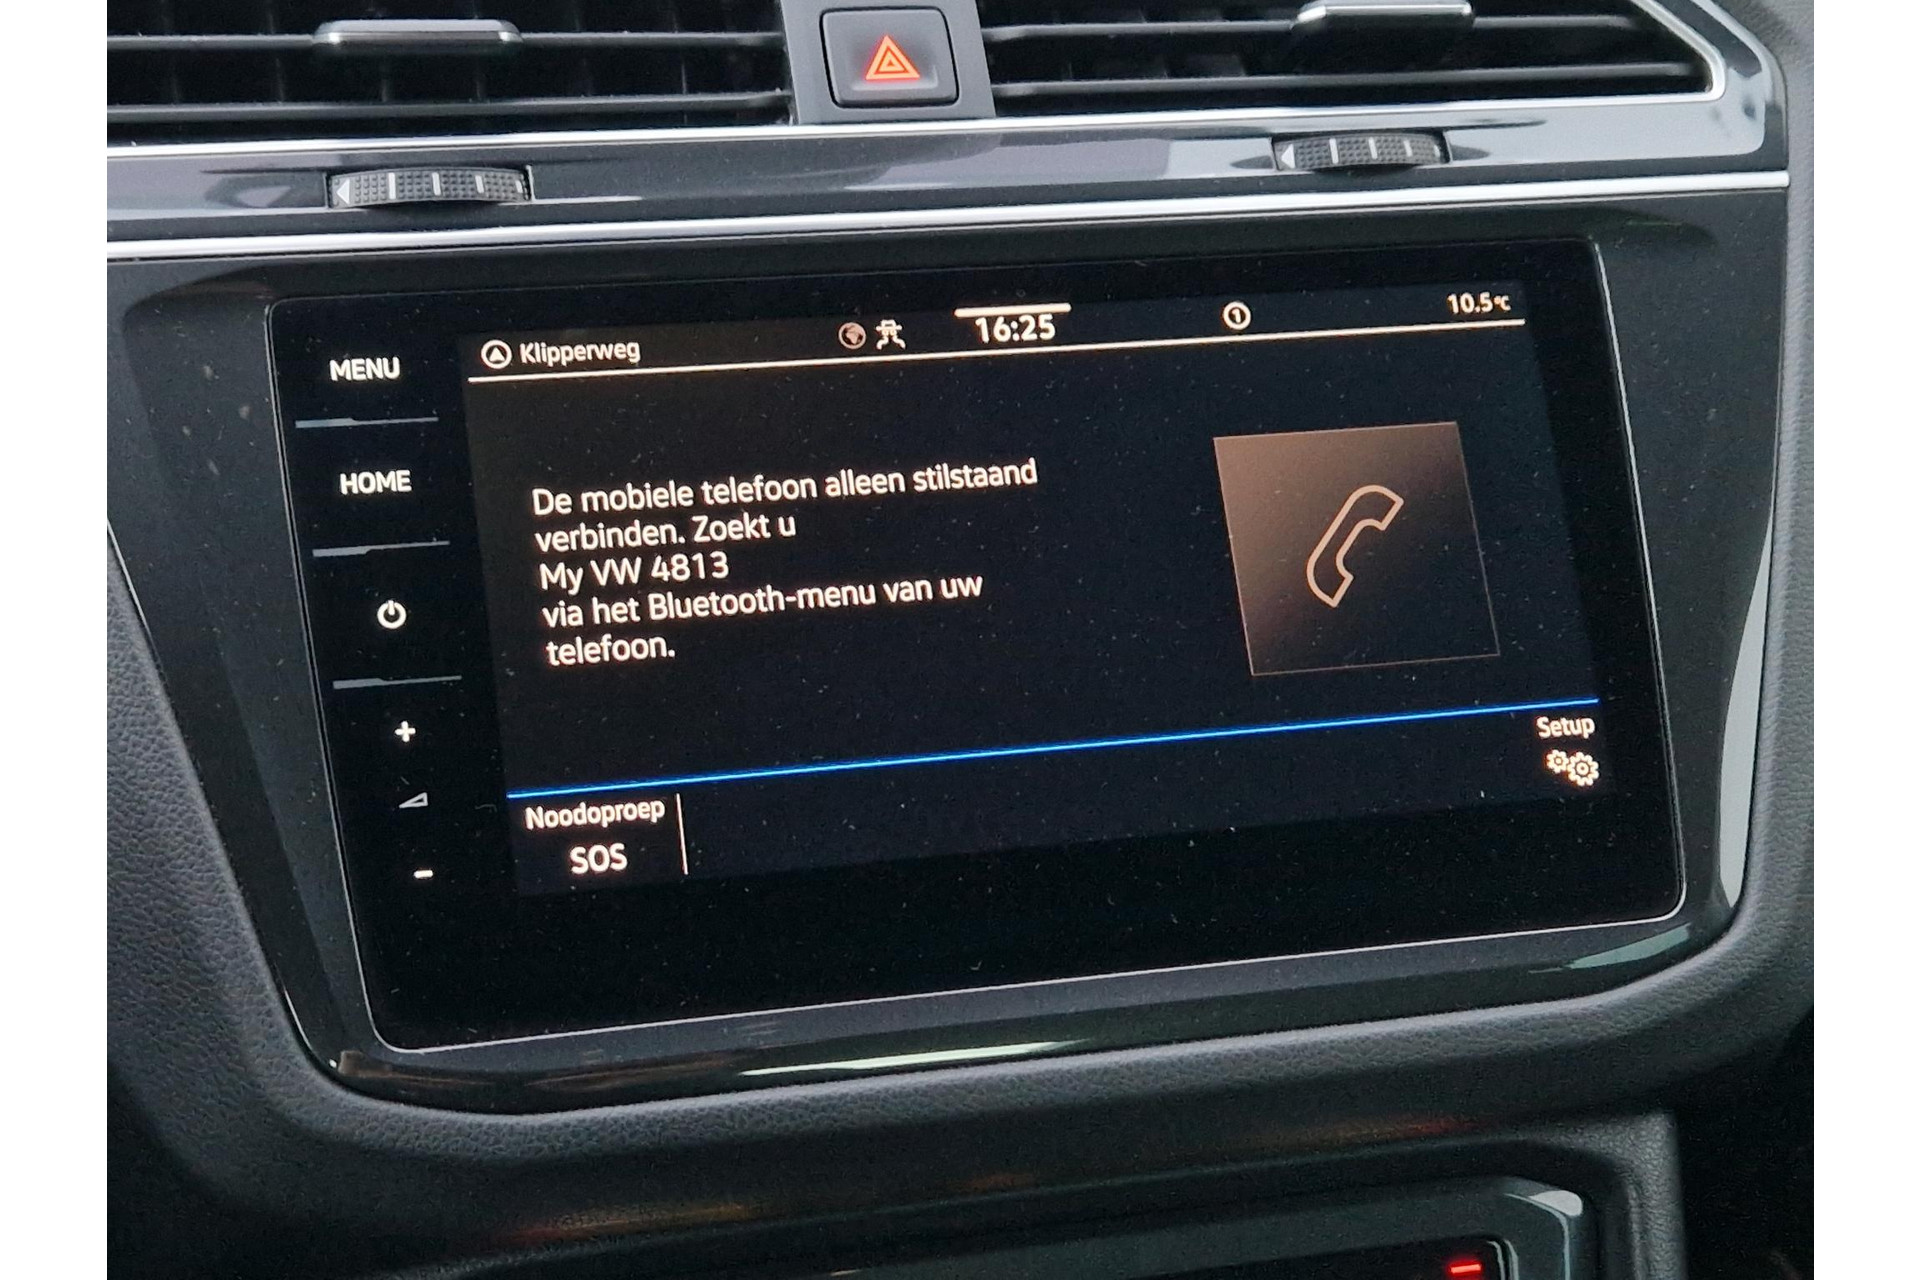 MENU
HOME
Klipperweg
16:25
1
10.5°C
De mobiele telefoon alleen stilstaand
verbinden. Zoekt u
My VW 4813
via het Bluetooth-menu van uw
telefoon.
Setup
Noodoproep
SOS